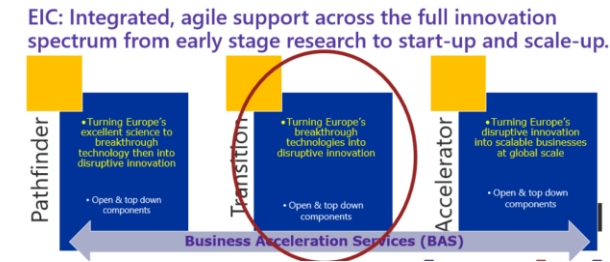 EIC: Integrated, agile support across the full innovation
spectrum from early stage research to start-up and scale-up.
Pathfinder
•Turning Europe's
excellent science to
breakthrough
technology then into
disruptive innovation
• Open & top down
components
Transition
•Turning Europe's
breakthrough
technologies into
disruptive innovation
• Open & top down
components
Accelerator
•Turning Europe's
disruptive innovation
into scalable businesses
at global scale
• Open & top down
components
Business Acceleration Services (BAS)